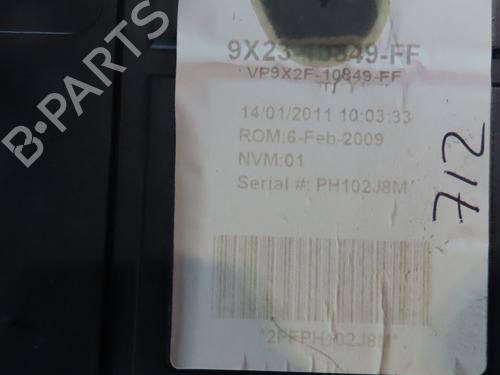 9X23-10849-FF
VP9X2F-10849-FF
14/01/2011 10:03:33
ROM:6-Feb-2009
NVM:01
Serial #: PH102J8M
712
*2PFPH102J8M*
B-PARTS